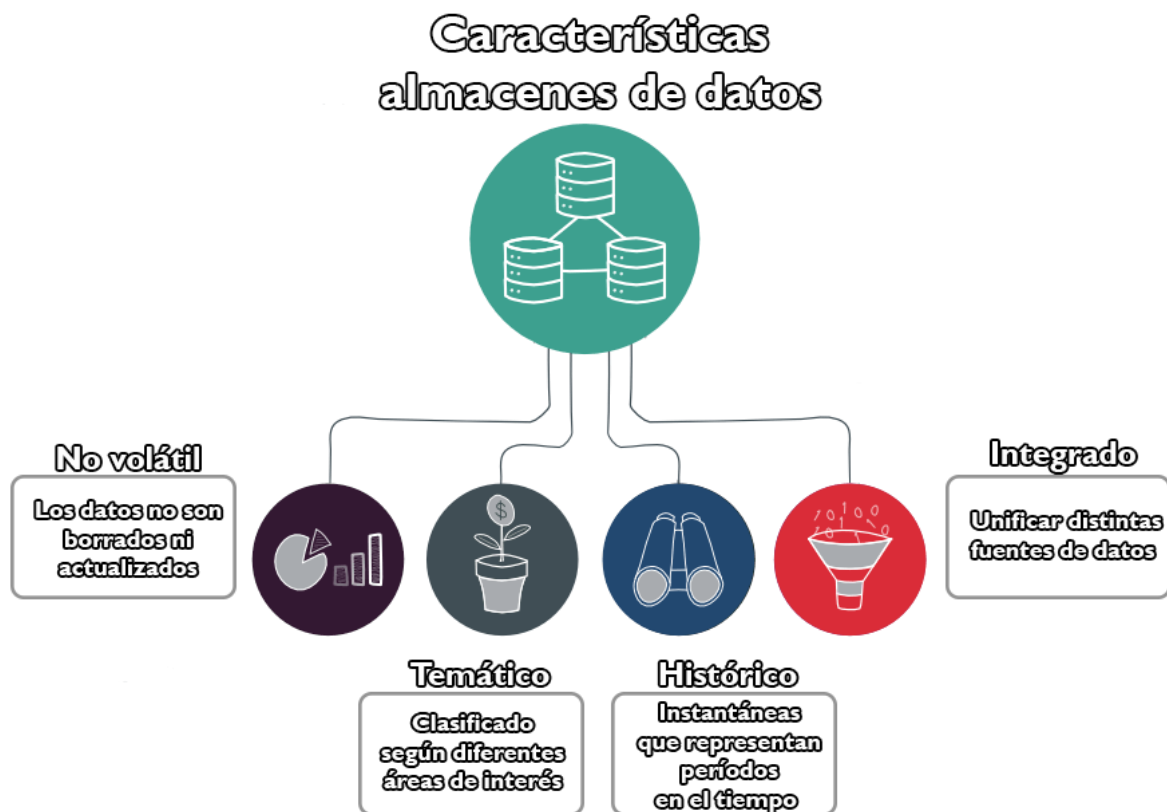 Características
almacenes de datos
No volátil
Los datos no son
borrados ni
actualizados
Integrado
Unificar distintas
fuentes de datos
Temático
Clasificado
según diferentes
áreas de interés
Histórico
Instantáneas
que representan
períodos
en el tiempo